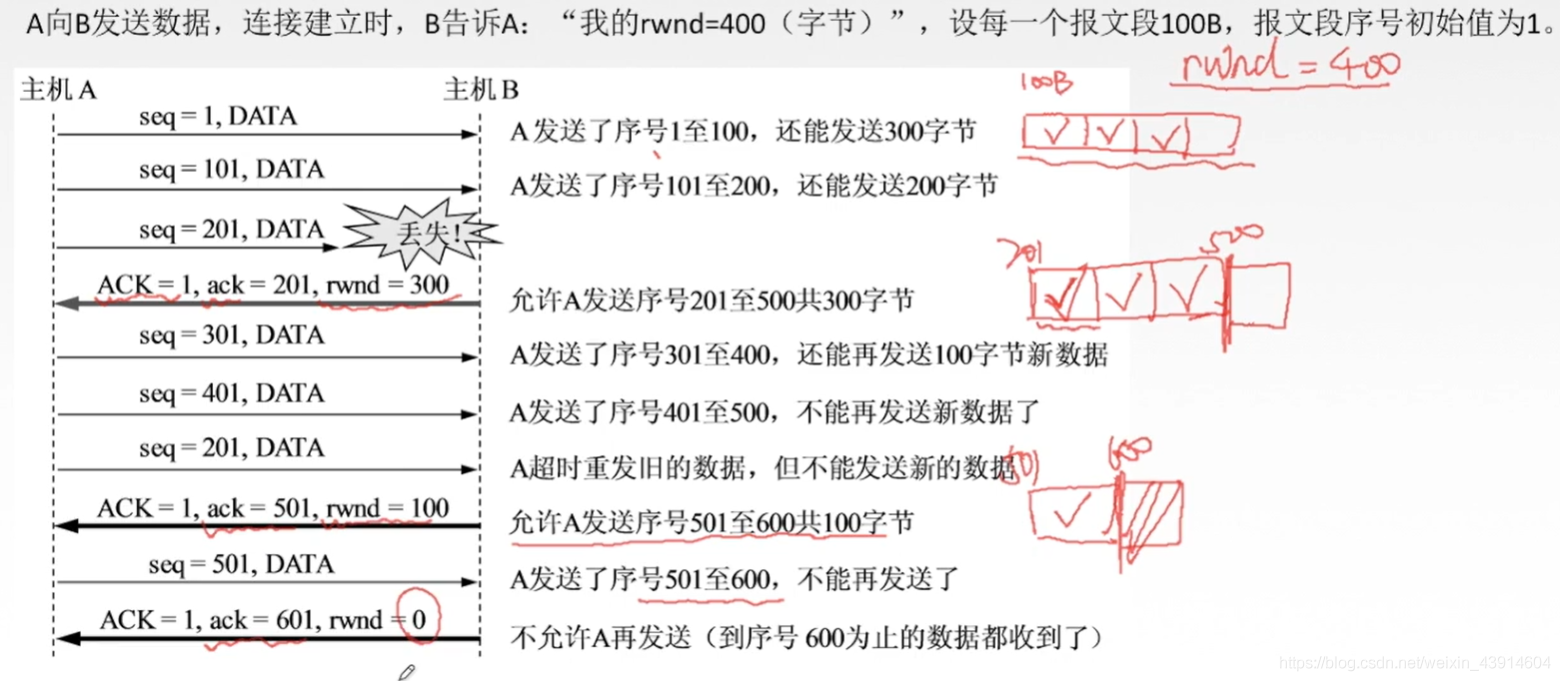 A向B发送数据，连接建立时，B告诉A：“我的rwnd=400（字节）”，设每一个报文段100B，报文段序号初始值为1。
rwnd = 400
主机A 主机B
100B
seq = 1, DATA
A发送了序号1至100，还能发送300字节
seq = 101, DATA
A发送了序号101至200，还能发送200字节
seq = 201, DATA
丢失！
201
500
ACK = 1, ack = 201, rwnd = 300
允许A发送序号201至500共300字节
seq = 301, DATA
A发送了序号301至400，还能再发送100字节新数据
seq = 401, DATA
A发送了序号401至500，不能再发送新数据了
seq = 201, DATA
A超时重发旧的数据，但不能发送新的数据
501
600
ACK = 1, ack = 501, rwnd = 100
允许A发送序号501至600共100字节
seq = 501, DATA
A发送了序号501至600，不能再发送了
ACK = 1, ack = 601, rwnd = 0
不允许A再发送（到序号600为止的数据都收到了）
https://blog.csdn.net/weixin_43914604